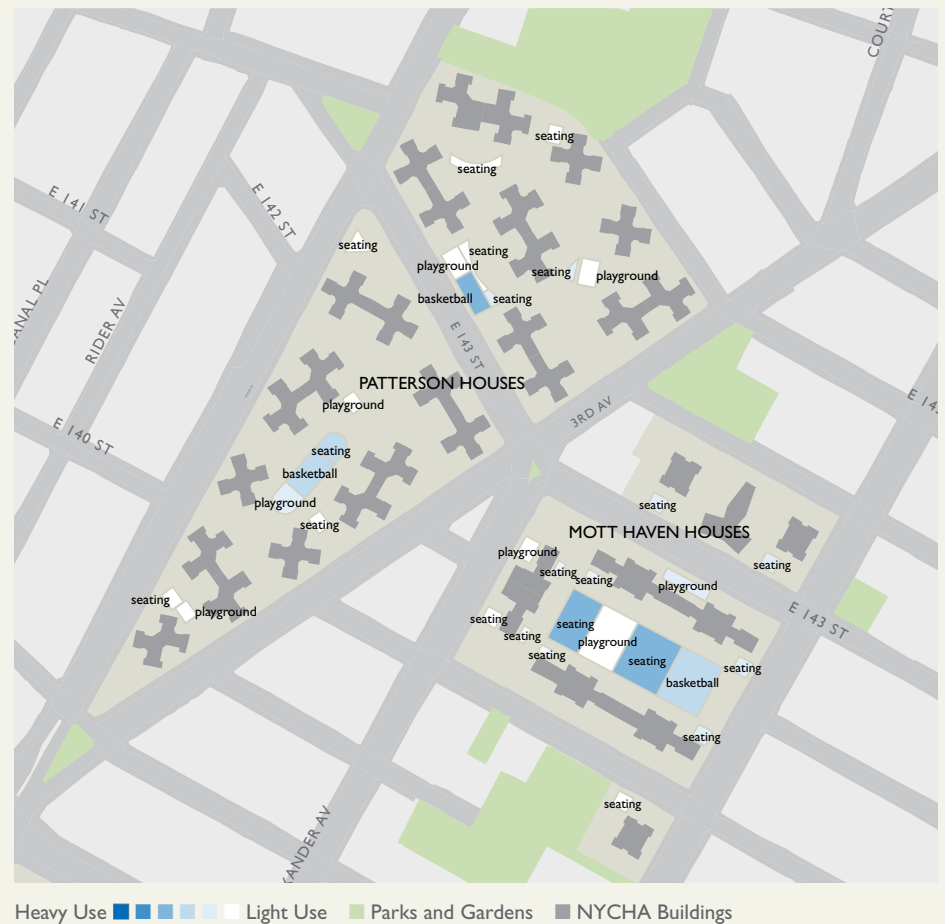 COURT
E 141 ST
E 142 ST
seating
seating
seating
seating
playground
seating
playground
basketball
seating
CANAL PL
RIDER AV
E 143 ST
PATTERSON HOUSES
playground
3RD AV
E 14
E 140 ST
seating
basketball
playground
seating
seating
MOTT HAVEN HOUSES
playground
seating
seating
seating
playground
seating
playground
seating
seating
playground
E 143 ST
seating
seating
seating
seating
basketball
seating
seating
XANDER AV
Heavy Use Light Use Parks and Gardens NYCHA Buildings